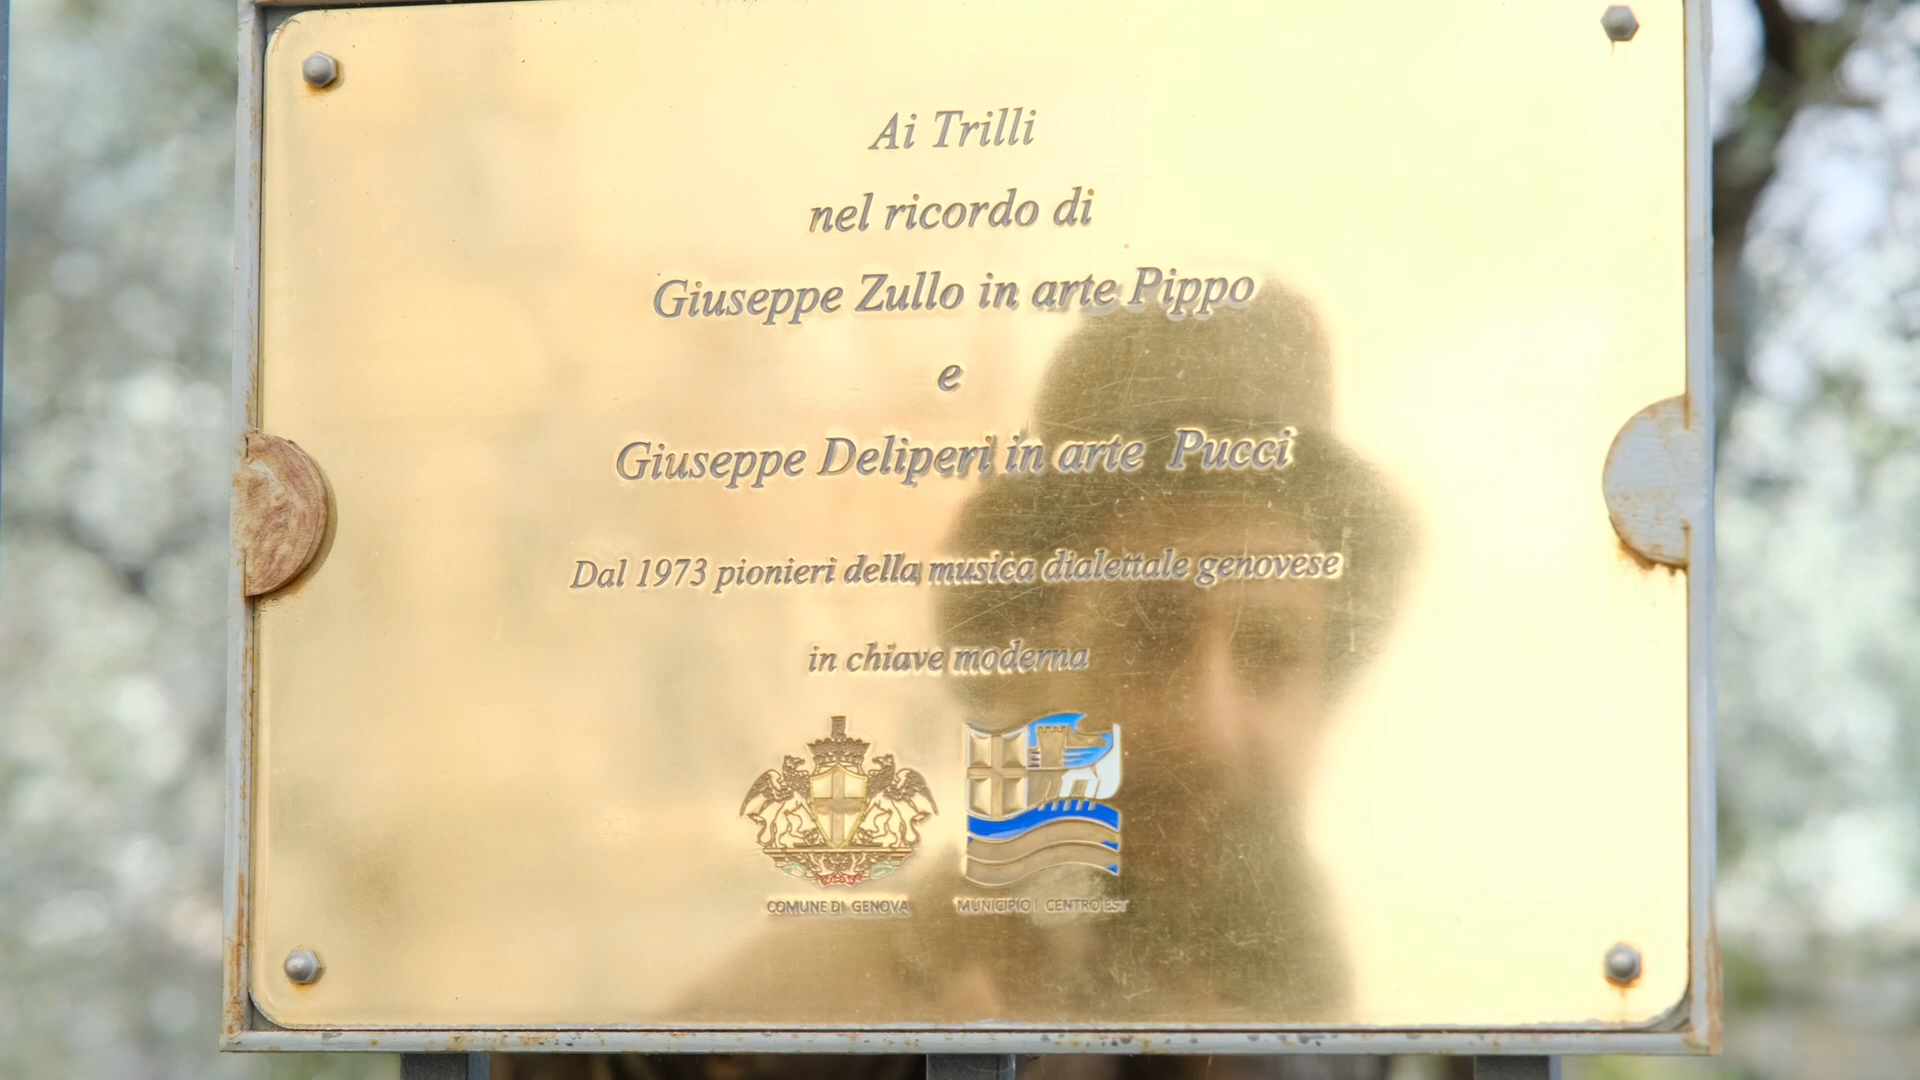 Ai Trilli
nel ricordo di
Giuseppe Zullo in arte Pippo
e
Giuseppe Deliperi in arte Pucci
Dal 1973 pionieri della musica dialettale genovese
in chiave moderna
COMUNE DI GENOVA
MUNICIPIO I CENTRO EST